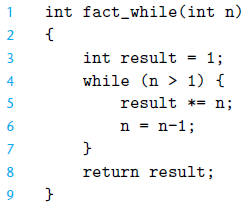 1 int fact_while(int n)
2 {
3     int result = 1;
4     while (n > 1) {
5         result *= n;
6         n = n-1;
7     }
8     return result;
9 }